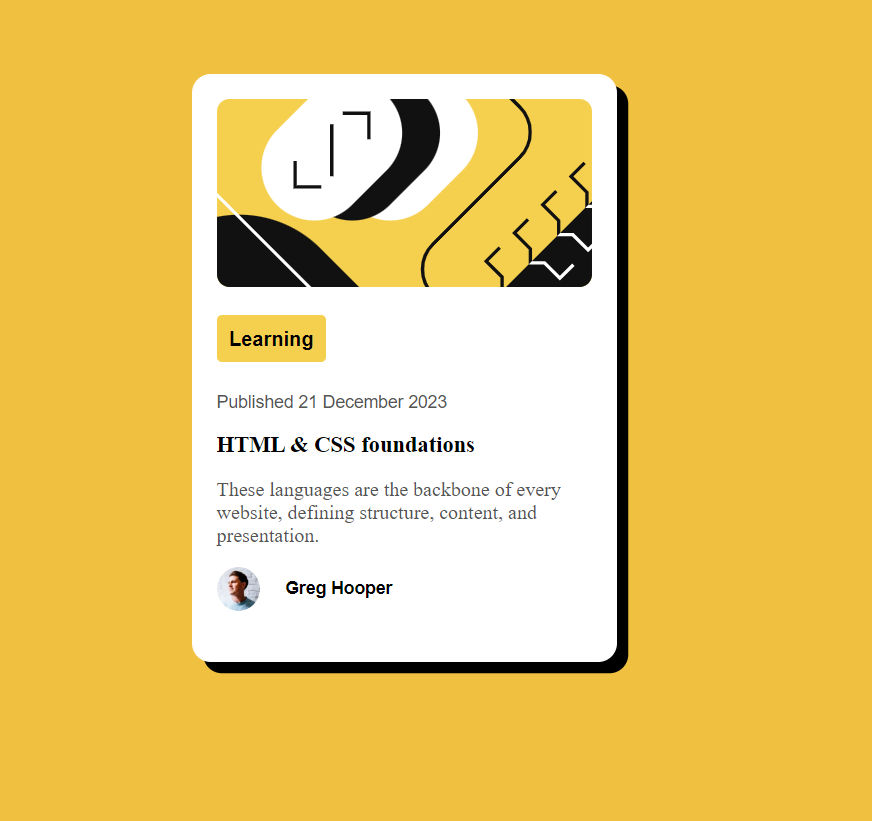 Learning
Published 21 December 2023
HTML & CSS foundations
These languages are the backbone of every
website, defining structure, content, and
presentation.
Greg Hooper